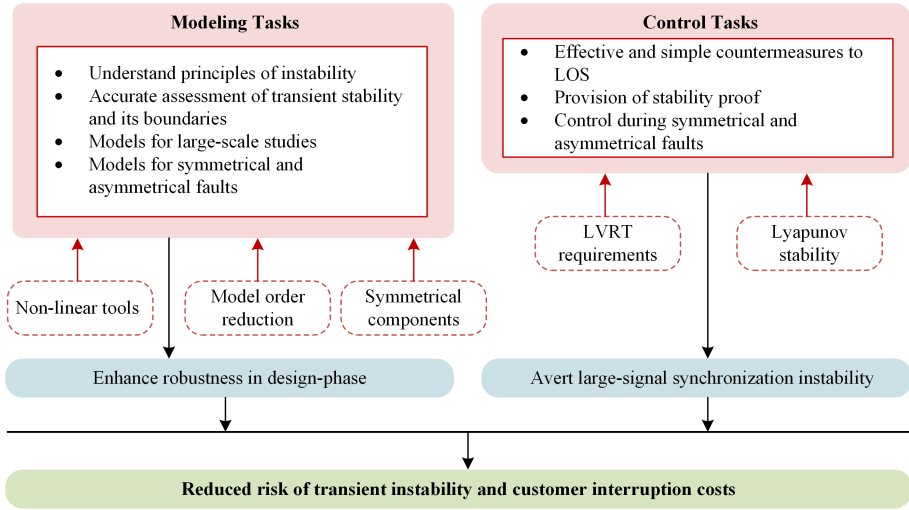 Modeling Tasks
• Understand principles of instability
• Accurate assessment of transient stability
and its boundaries
• Models for large-scale studies
• Models for symmetrical and
asymmetrical faults
Non-linear tools
Model order
reduction
Symmetrical
components
Enhance robustness in design-phase
Control Tasks
• Effective and simple countermeasures to
LOS
• Provision of stability proof
• Control during symmetrical and
asymmetrical faults
LVRT
requirements
Lyapunov
stability
Avert large-signal synchronization instability
Reduced risk of transient instability and customer interruption costs